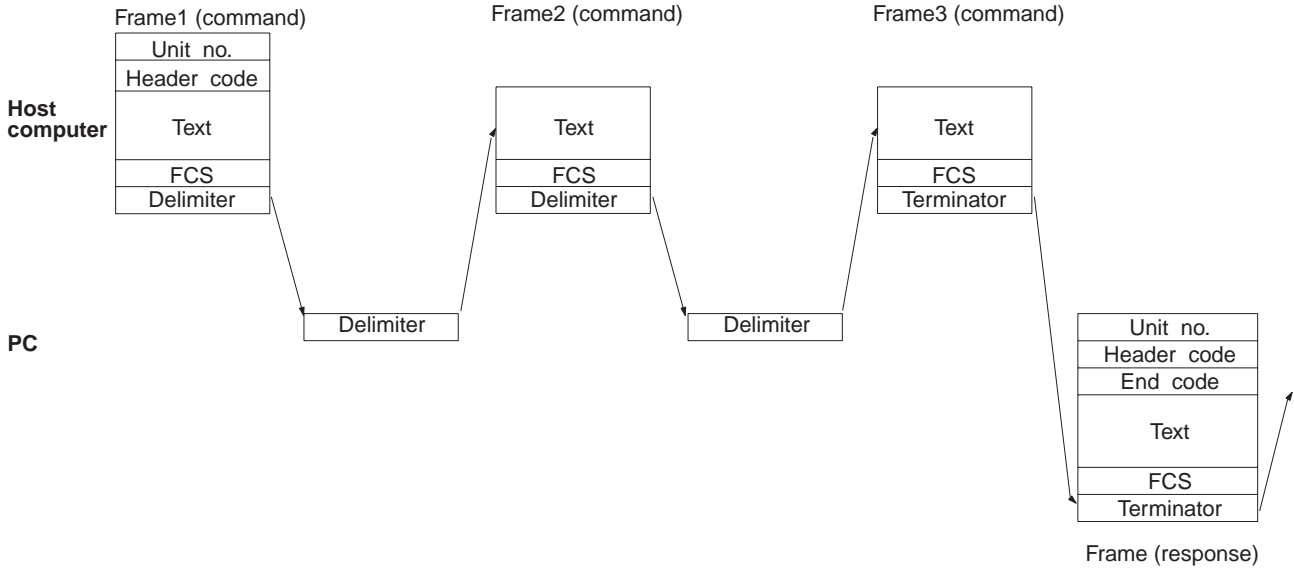 Frame1 (command)
Unit no.
Header code
Text
FCS
Delimiter
Frame2 (command)
Text
FCS
Delimiter
Frame3 (command)
Text
FCS
Terminator
Host
computer
Delimiter
Delimiter
PC
Unit no.
Header code
End code
Text
FCS
Terminator
Frame (response)